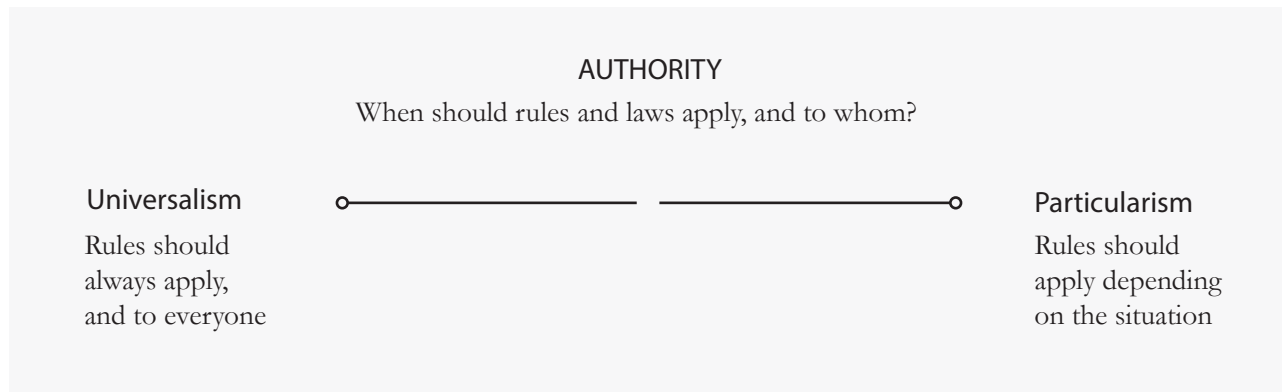 AUTHORITY
When should rules and laws apply, and to whom?
Universalism
Rules should
always apply,
and to everyone
Particularism
Rules should
apply depending
on the situation